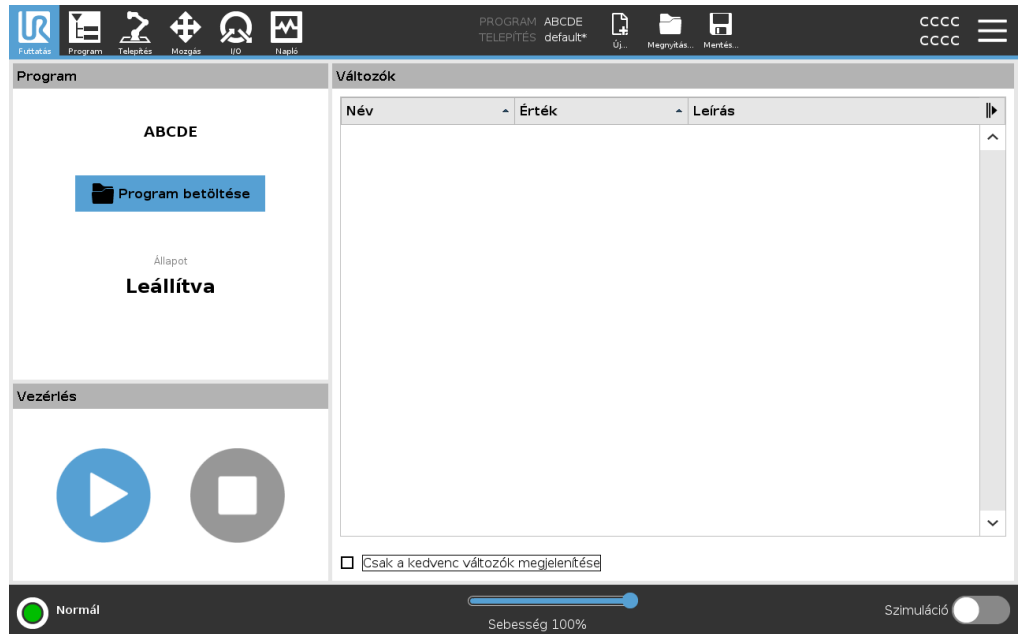 Futtatás
Program
Telepítés
Mozgás
I/O
Napló
PROGRAM ABCDE
TELEPÍTÉS default*
Új...
Megnyitás...
Mentés...
CCCC
CCCC
Program
ABCDE
Program betöltése
Állapot
Leállítva
Vezérlés
Változók
Név Érték Leírás
Csak a kedvenc változók megjelenítése
Normál
Sebesség 100%
Szimuláció